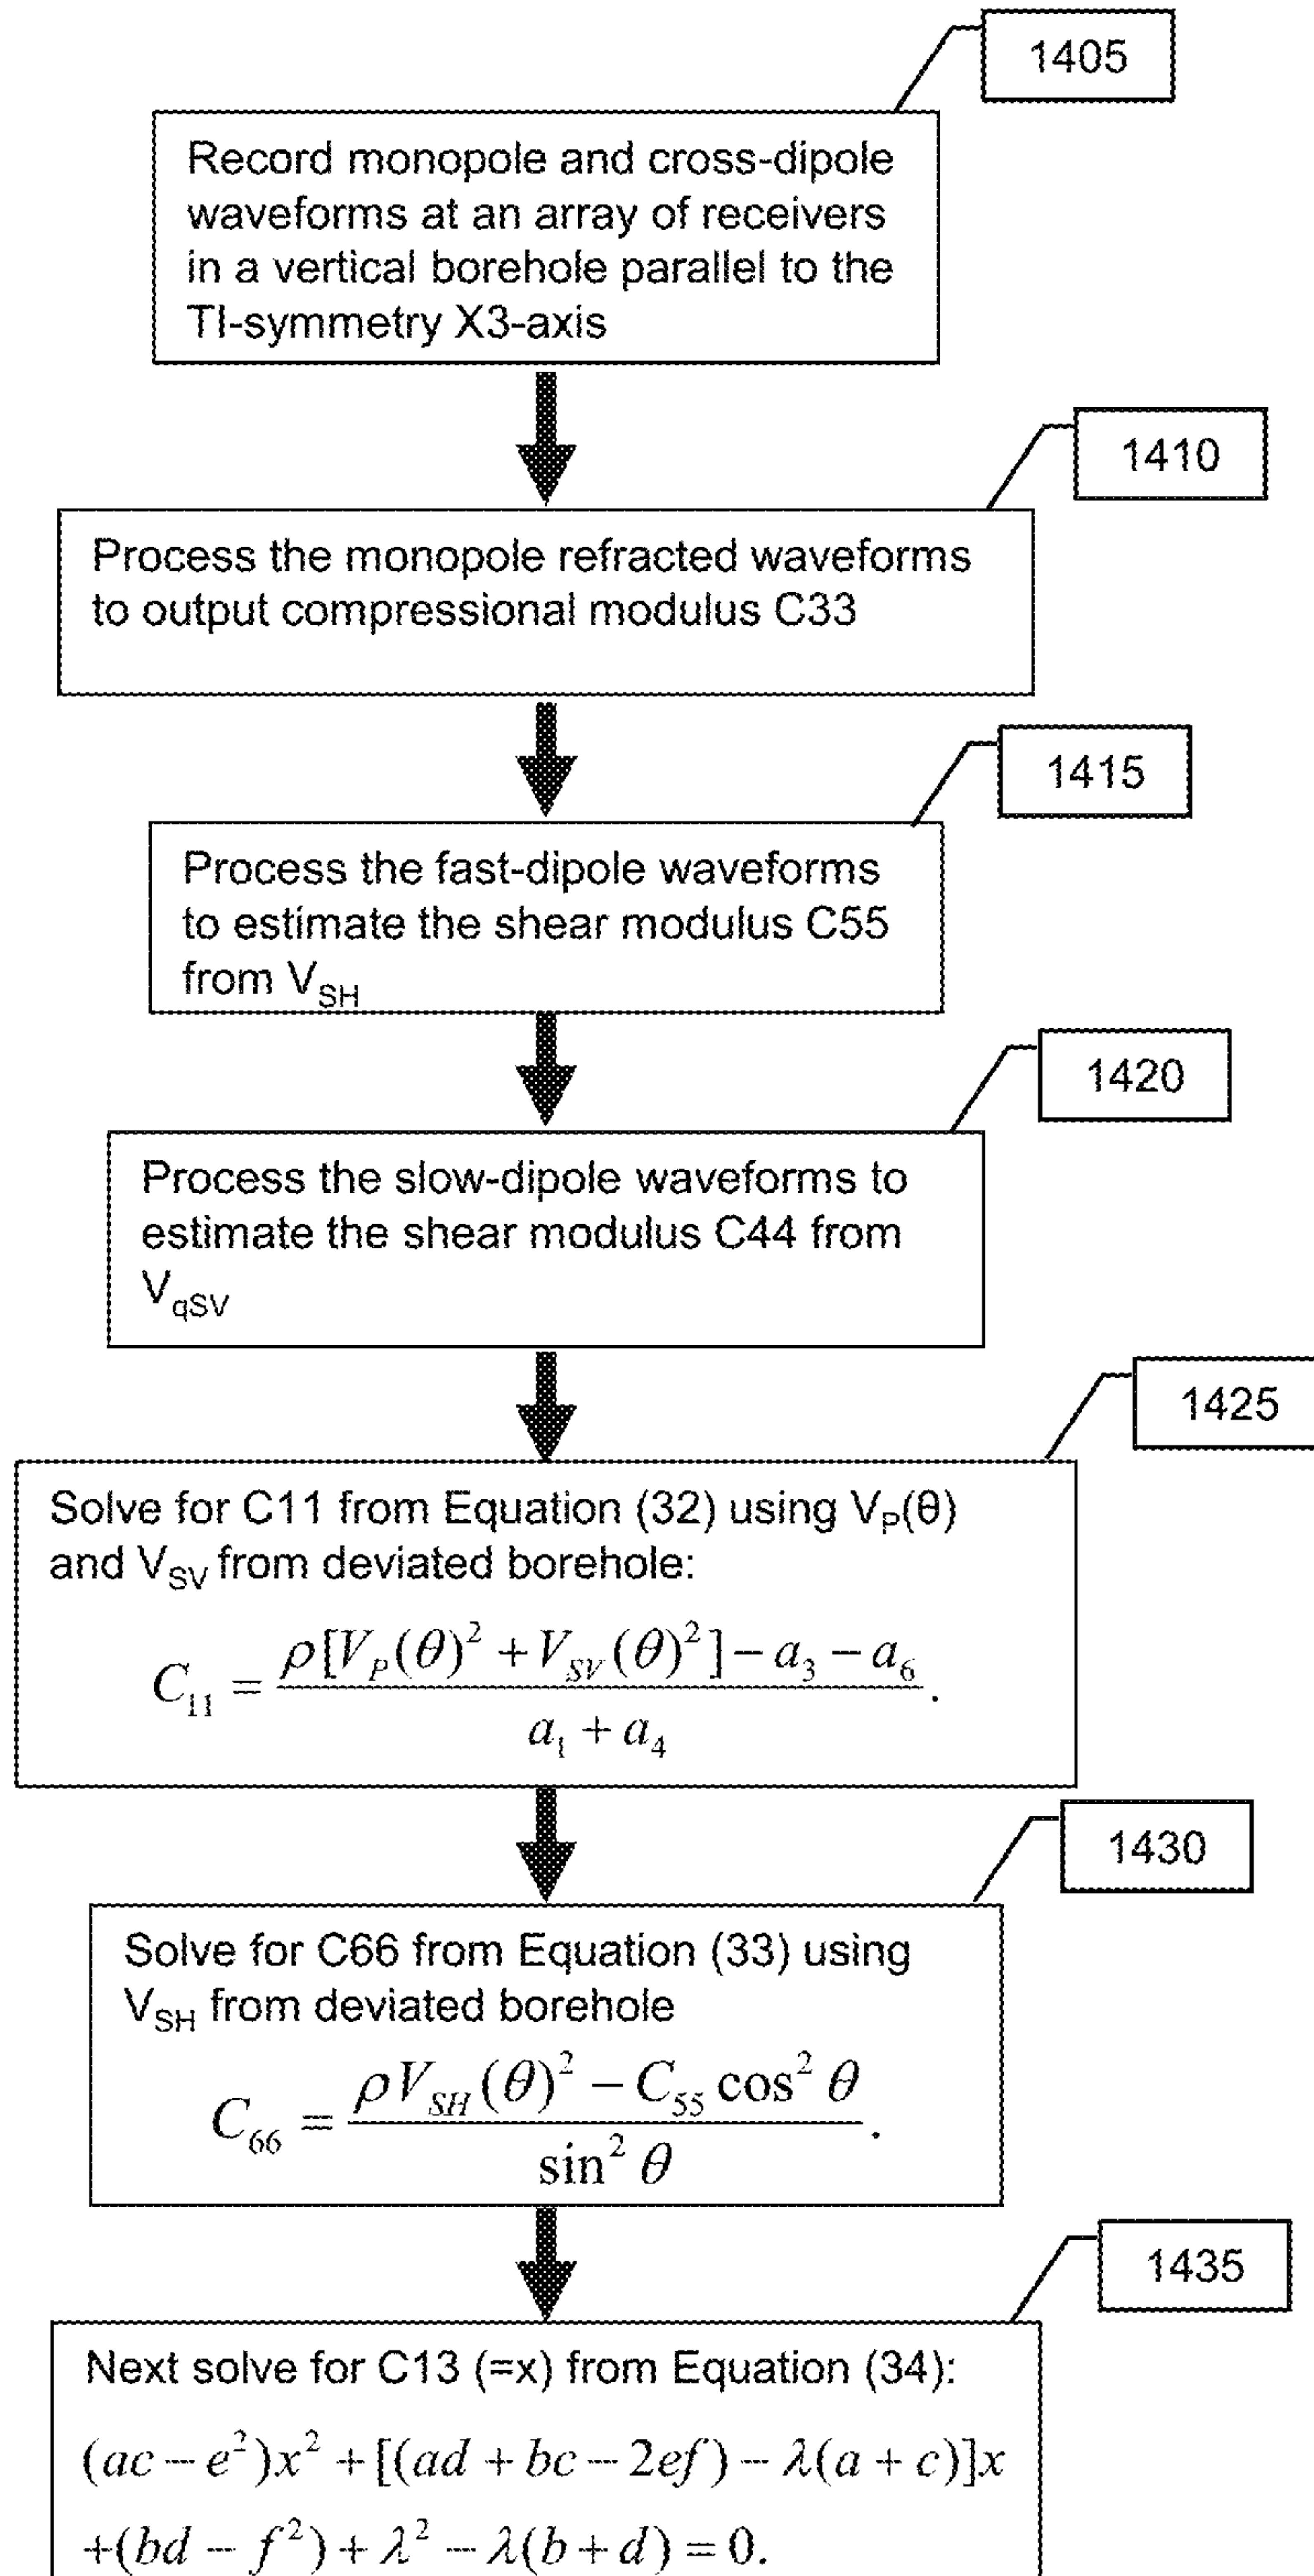 1405
Record monopole and cross-dipole
waveforms at an array of receivers
in a vertical borehole parallel to the
TI-symmetry X3-axis
1410
Process the monopole refracted waveforms
to output compressional modulus C33
1415
Process the fast-dipole waveforms
to estimate the shear modulus C55
from V_SH
1420
Process the slow-dipole waveforms to
estimate the shear modulus C44 from
V_qSV
1425
Solve for C11 from Equation (32) using V_P(θ)
and V_SV from deviated borehole:
C_11 = (ρ[V_P(θ)^2 + V_SV(θ)^2] − a_3 − a_6) / (a_1 + a_4).
1430
Solve for C66 from Equation (33) using
V_SH from deviated borehole
C_66 = (ρV_SH(θ)^2 − C_55 cos^2 θ) / (sin^2 θ).
1435
Next solve for C13 (=x) from Equation (34):
(ac − e^2)x^2 + [(ad + bc − 2ef) − λ(a + c)]x
+(bd − f^2) + λ^2 − λ(b + d) = 0.